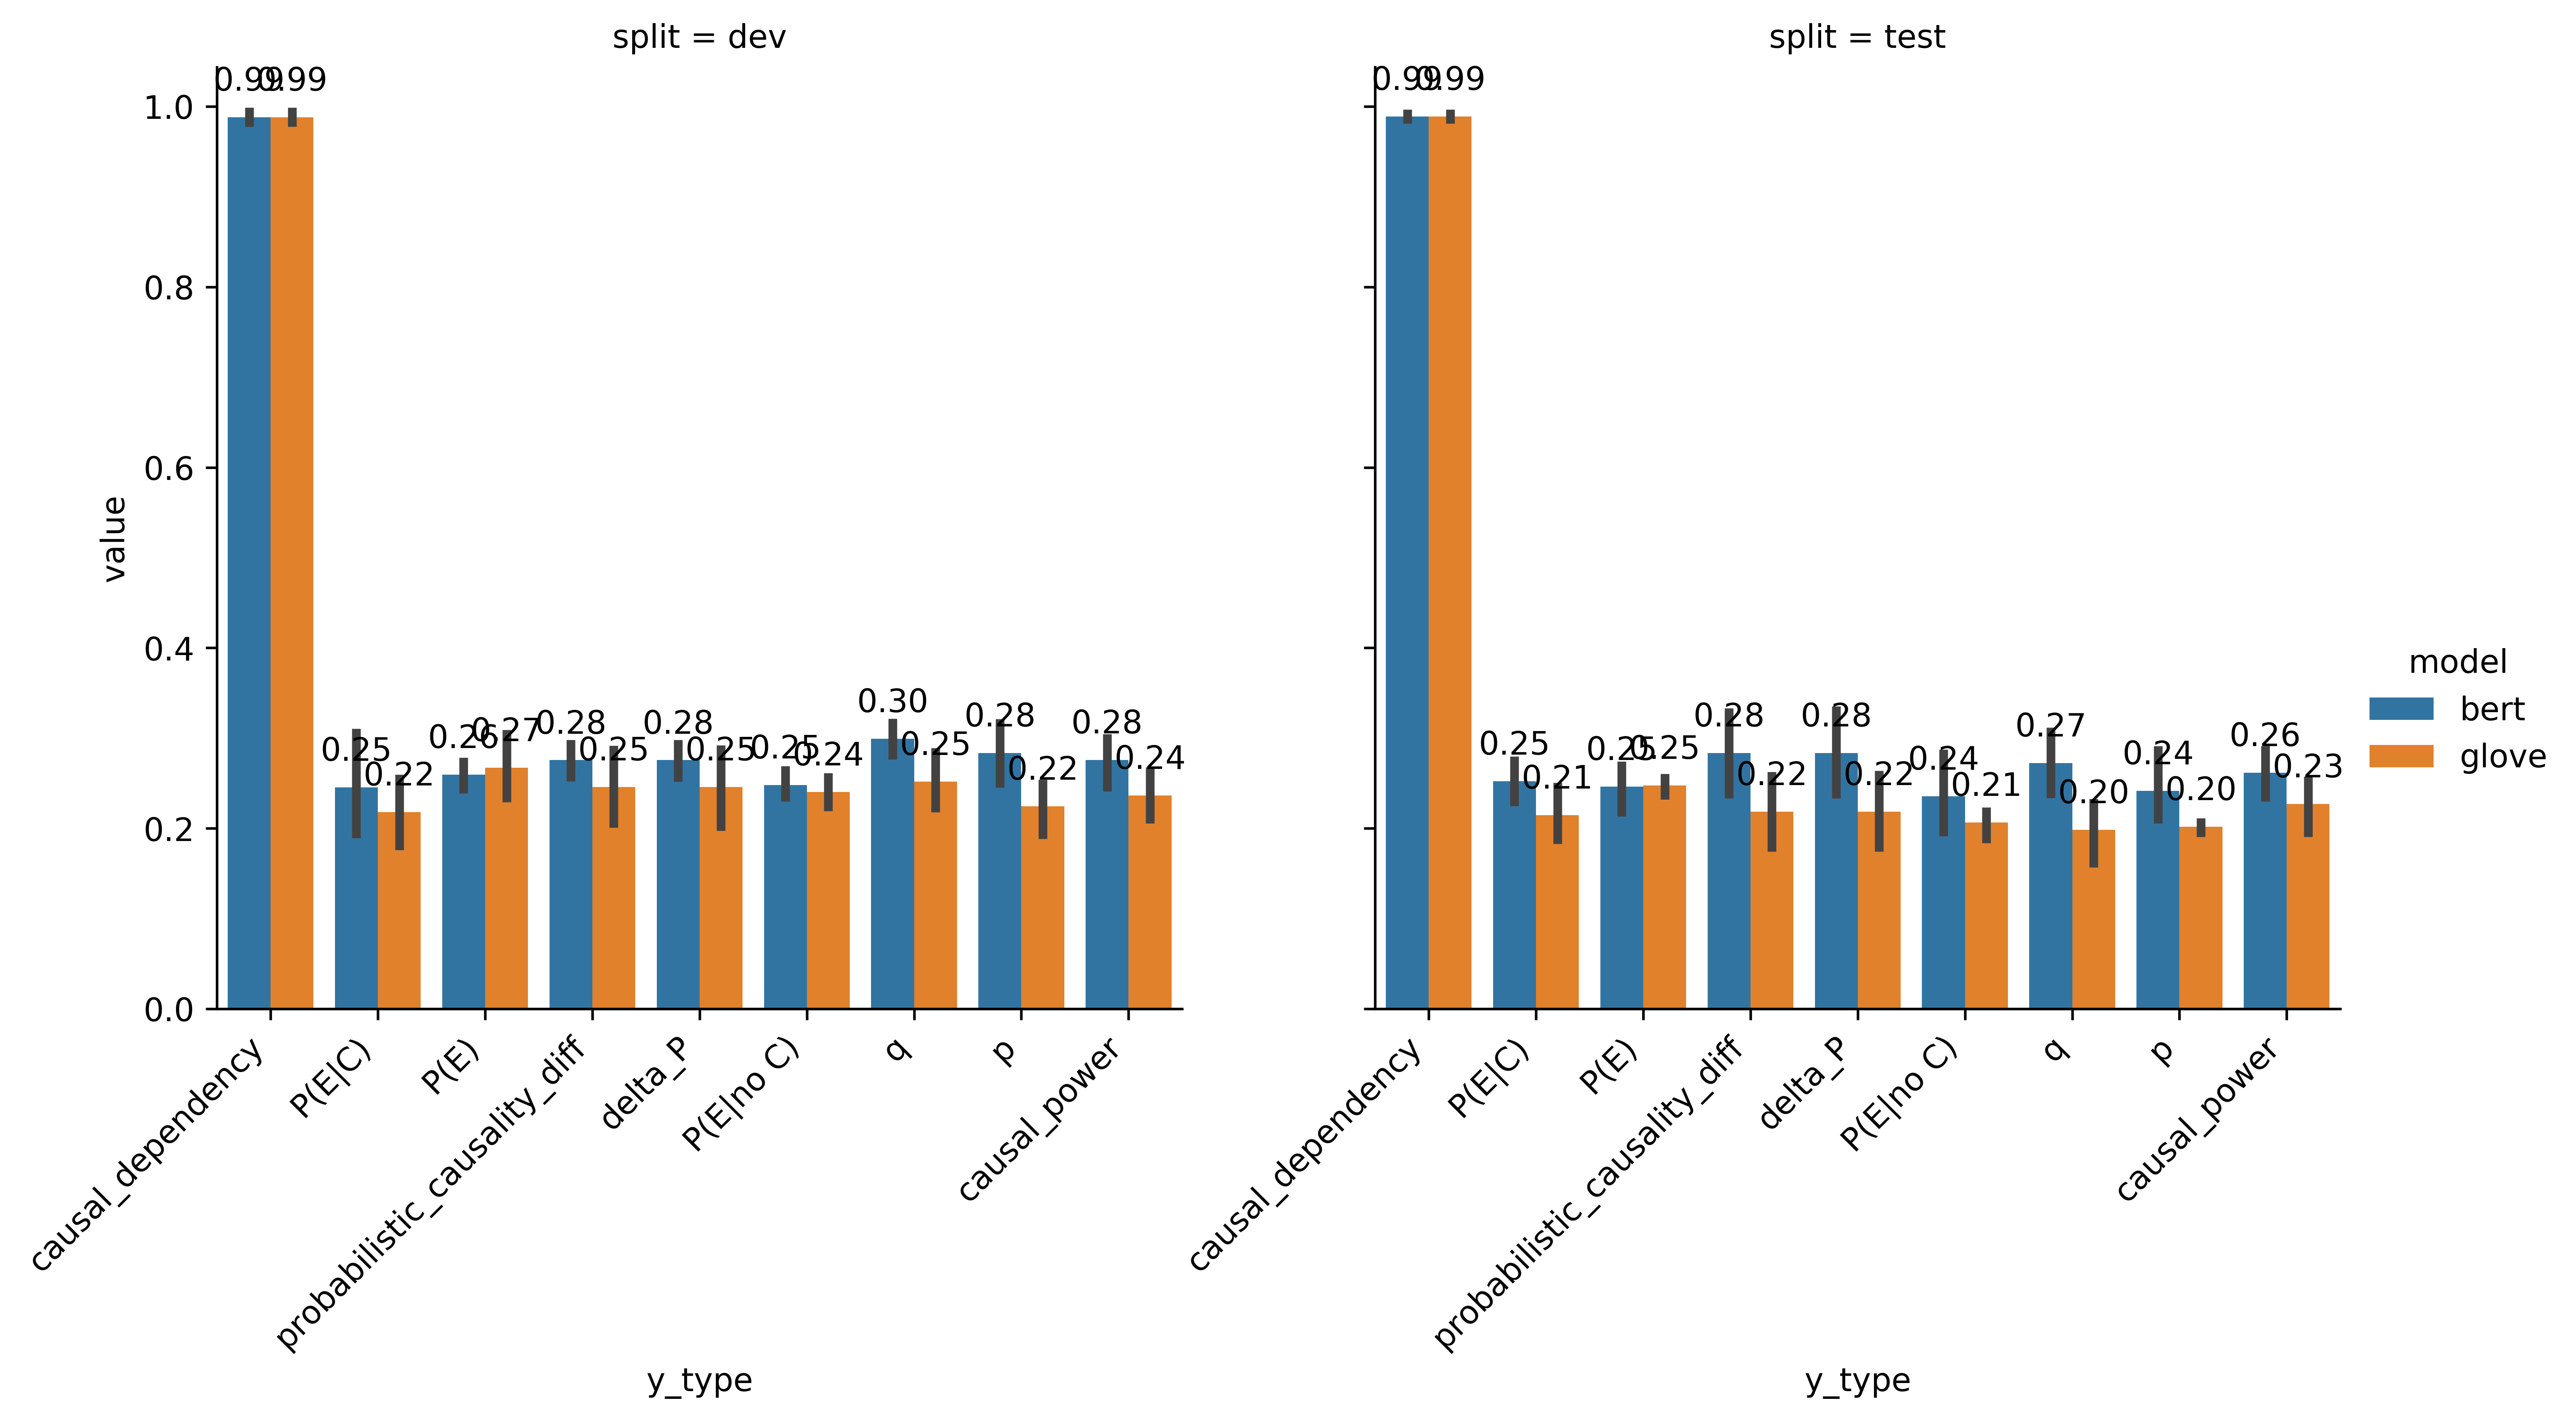 split = dev
0.99 0.99
1.0
0.8
0.6
0.4
0.2
0.0
value
0.25 0.22 0.26 0.27 0.28 0.25 0.28 0.25 0.25 0.24 0.30 0.25 0.28 0.22 0.28 0.24
causal_dependency
P(E|C)
P(E)
probabilistic_causality_diff
delta_P
P(E|no C)
q
p
causal_power
y_type
split = test
0.99 0.99
0.25 0.21 0.25 0.25 0.28 0.22 0.28 0.22 0.24 0.21 0.27 0.20 0.24 0.20 0.26 0.23
causal_dependency
P(E|C)
P(E)
probabilistic_causality_diff
delta_P
P(E|no C)
q
p
causal_power
y_type
model
bert
glove